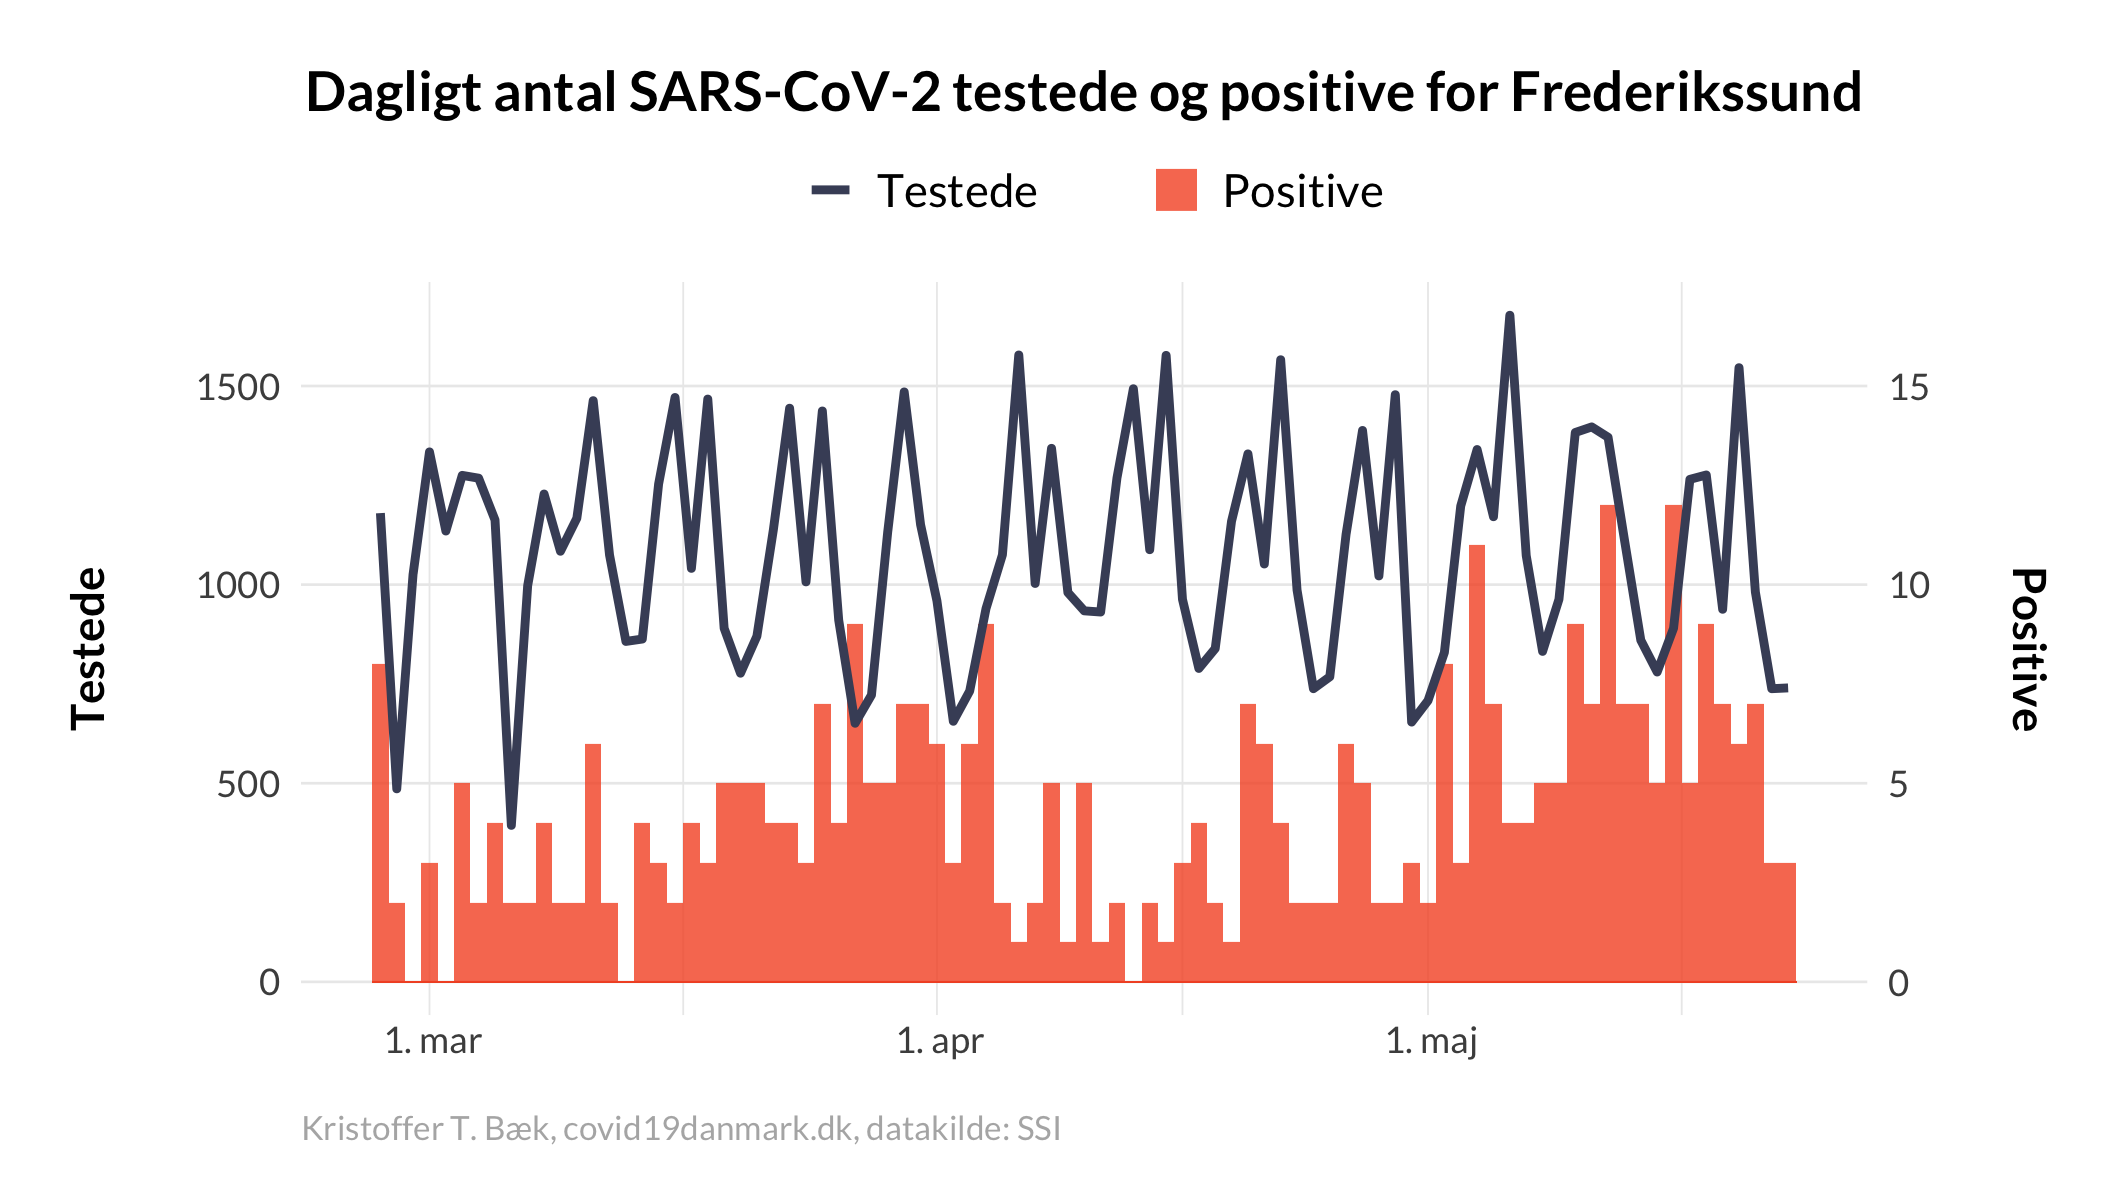 Dagligt antal SARS-CoV-2 testede og positive for Frederikssund
Testede
Positive
1500
1000
500
0
Testede
15
10
5
0
Positive
1. mar
1. apr
1. maj
Kristoffer T. Bæk, covid19danmark.dk, datakilde: SSI